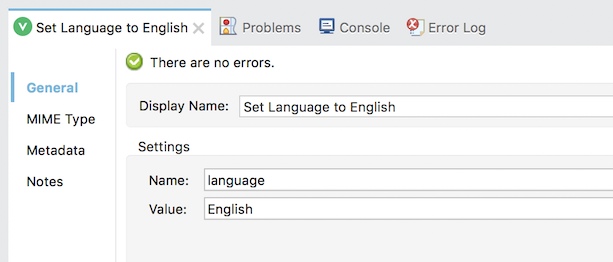 Set Language to English Problems Console Error Log
There are no errors.
General
Display Name: Set Language to English
MIME Type
Metadata
Settings
Notes
Name: language
Value: English